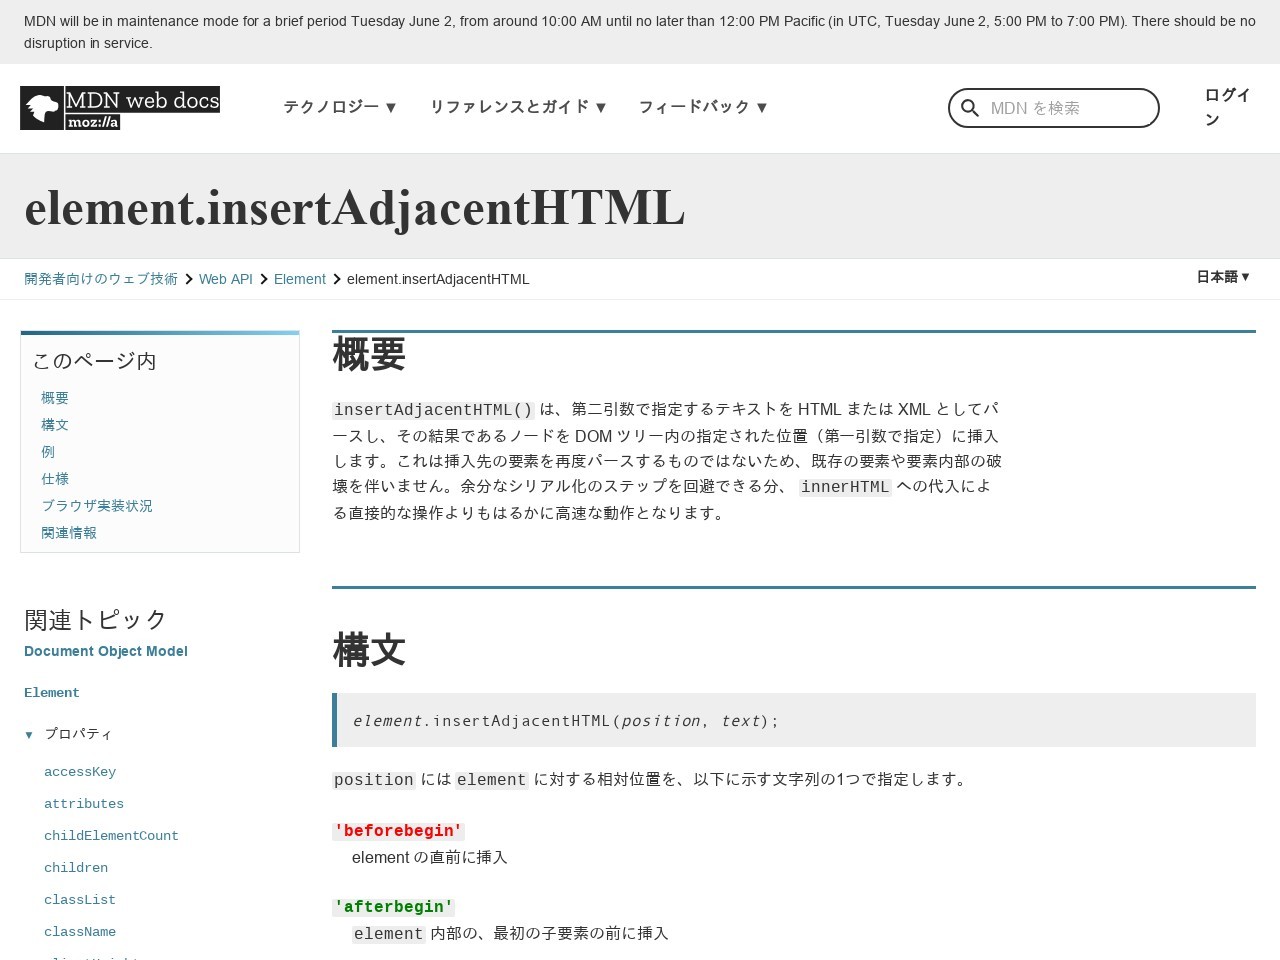 MDN will be in maintenance mode for a brief period Tuesday June 2, from around 10:00 AM until no later than 12:00 PM Pacific (in UTC, Tuesday June 2, 5:00 PM to 7:00 PM). There should be no
disruption in service.
MDN web docs
moz://a
テクノロジー ▼
リファレンスとガイド ▼
フィードバック ▼
MDN を検索
ログイ
ン
element.insertAdjacentHTML
開発者向けのウェブ技術 > Web API > Element > element.insertAdjacentHTML
日本語 ▼
このページ内
概要
構文
例
仕様
ブラウザ実装状況
関連情報
関連トピック
Document Object Model
Element
▼ プロパティ
accessKey
attributes
childElementCount
children
classList
className
概要
insertAdjacentHTML() は、第二引数で指定するテキストを HTML または XML としてパ
ースし、その結果であるノードを DOM ツリー内の指定された位置（第一引数で指定）に挿入
します。これは挿入先の要素を再度パースするものではないため、既存の要素や要素内部の破
壊を伴いません。余分なシリアル化のステップを回避できる分、 innerHTML への代入によ
る直接的な操作よりもはるかに高速な動作となります。
構文
element.insertAdjacentHTML(position, text);
position には element に対する相対位置を、以下に示す文字列の1つで指定します。
'beforebegin'
element の直前に挿入
'afterbegin'
element 内部の、最初の子要素の前に挿入